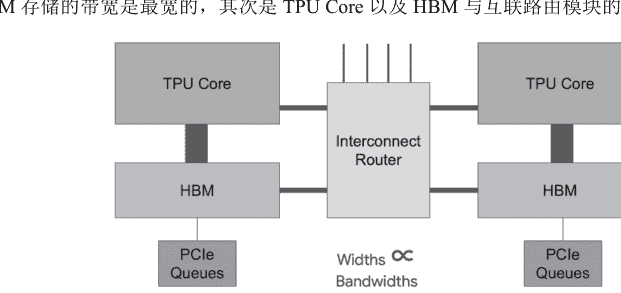 M 存储的带宽是最宽的，其次是 TPU Core 以及 HBM 与互联路由模块的
TPU Core
TPU Core
Interconnect
Router
HBM
HBM
PCIe
Queues
PCIe
Queues
Widths ∝
Bandwidths